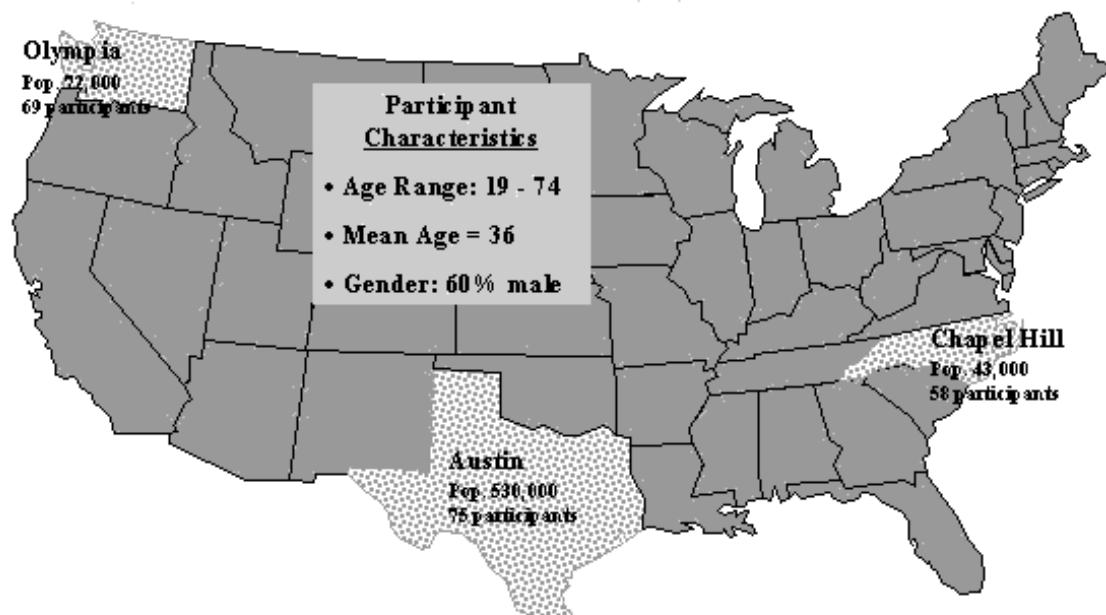 Olympia
Pop. 72,000
69 participants
Participant
Characteristics
• Age Range: 19 - 74
• Mean Age = 36
• Gender: 60% male
Chapel Hill
Pop. 43,000
58 participants
Austin
Pop. 530,000
75 participants